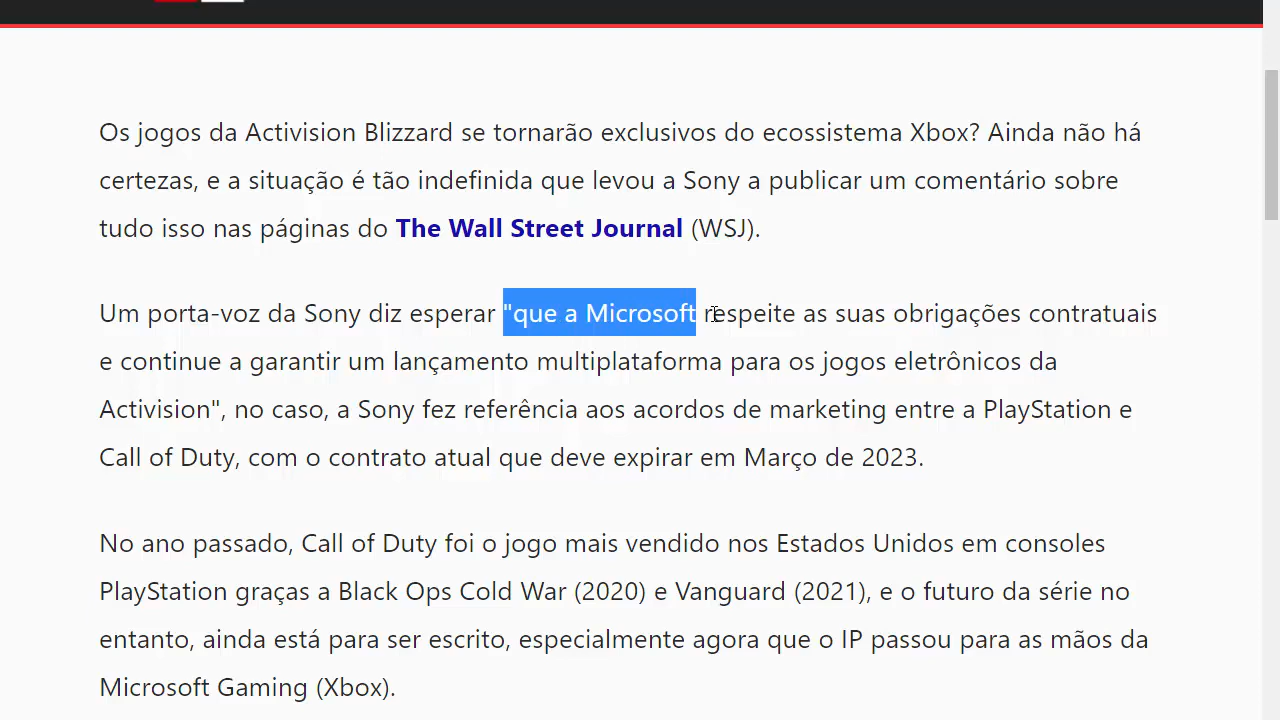 Os jogos da Activision Blizzard se tornarão exclusivos do ecossistema Xbox? Ainda não há
certezas, e a situação é tão indefinida que levou a Sony a publicar um comentário sobre
tudo isso nas páginas do The Wall Street Journal (WSJ).
Um porta-voz da Sony diz esperar "que a Microsoft respeite as suas obrigações contratuais
e continue a garantir um lançamento multiplataforma para os jogos eletrônicos da
Activision", no caso, a Sony fez referência aos acordos de marketing entre a PlayStation e
Call of Duty, com o contrato atual que deve expirar em Março de 2023.
No ano passado, Call of Duty foi o jogo mais vendido nos Estados Unidos em consoles
PlayStation graças a Black Ops Cold War (2020) e Vanguard (2021), e o futuro da série no
entanto, ainda está para ser escrito, especialmente agora que o IP passou para as mãos da
Microsoft Gaming (Xbox).